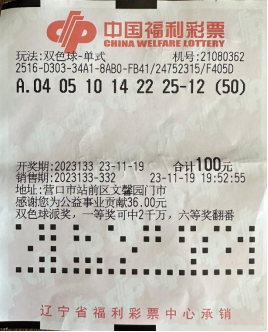 中国福利彩票
CHINA WELFARE LOTTERY
玩法:双色球-单式 机号:21080362
2516-D303-34A1-8AB0-FB41/24752315/F405D
A.04 05 10 14 22 25-12 (50)
开奖期:2023133 23-11-19 合计100元
销售期:2023133-332 23-11-19 19:52:55
地址:营口市站前区文馨园门市
感谢您为公益事业贡献36.00元
双色球派奖,一等奖可中2千万,六等奖翻番
辽宁省福利彩票中心承销